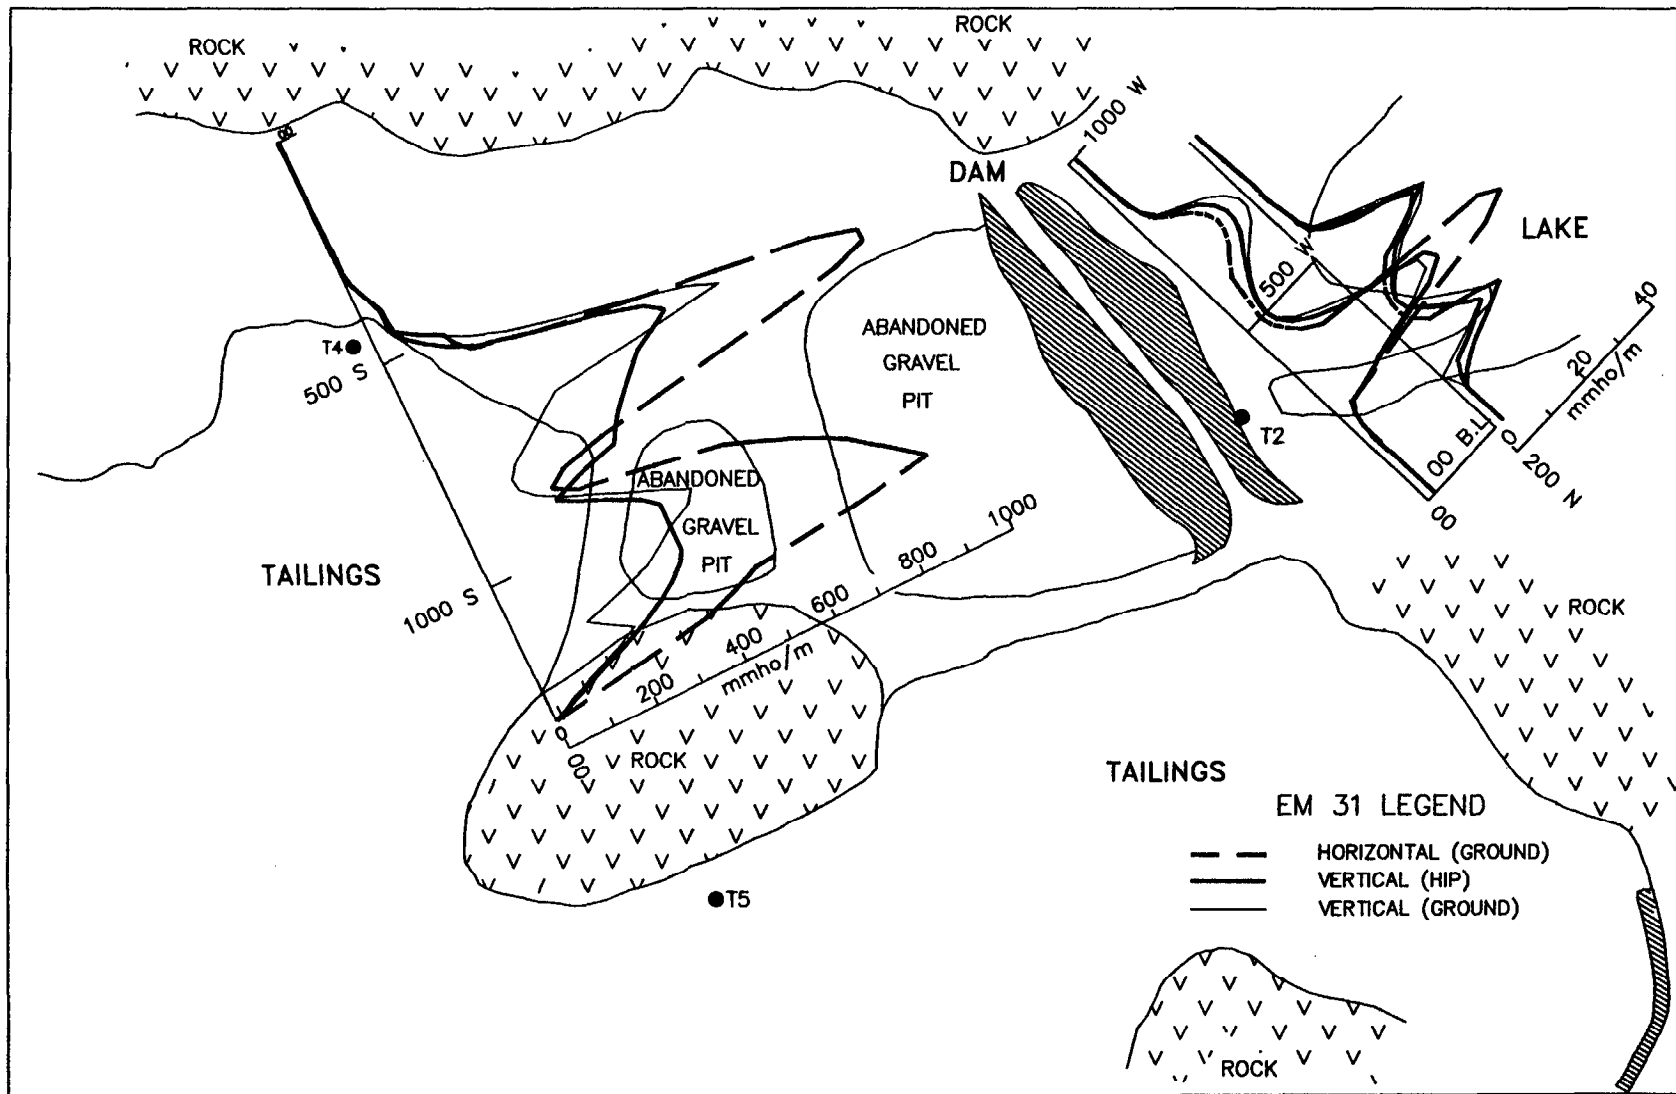 ROCK
ROCK
DAM
1000 W
LAKE
500 W
40
20
mmho/m
0
B.L.
00
200 N
00
T2
T4
500 S
1000 S
TAILINGS
ABANDONED
GRAVEL
PIT
ABANDONED
GRAVEL
PIT
1000
800
600
400
200
mmho/m
0
00
ROCK
ROCK
T5
TAILINGS
EM 31 LEGEND
HORIZONTAL (GROUND)
VERTICAL (HIP)
VERTICAL (GROUND)
ROCK